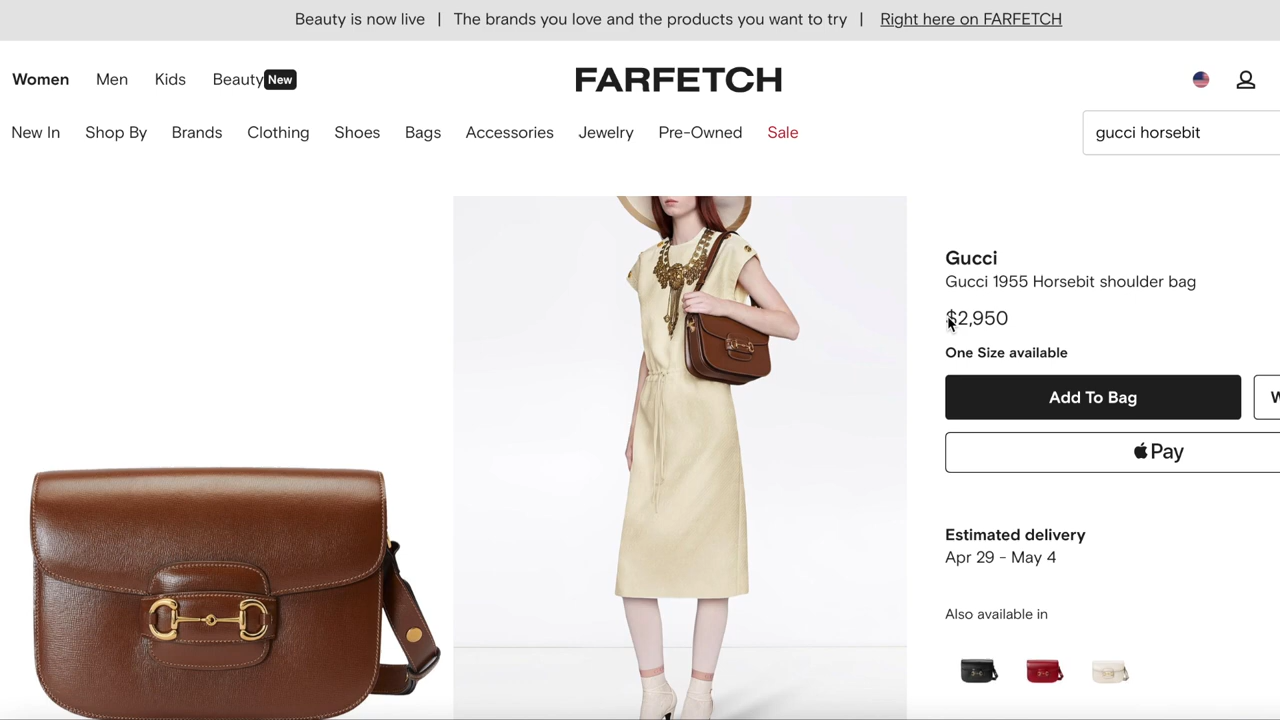 Beauty is now live | The brands you love and the products you want to try | Right here on FARFETCH
Women Men Kids Beauty New
FARFETCH
New In Shop By Brands Clothing Shoes Bags Accessories Jewelry Pre-Owned Sale
gucci horsebit
Gucci
Gucci 1955 Horsebit shoulder bag
$2,950
One Size available
Add To Bag
Pay
Estimated delivery
Apr 29 - May 4
Also available in